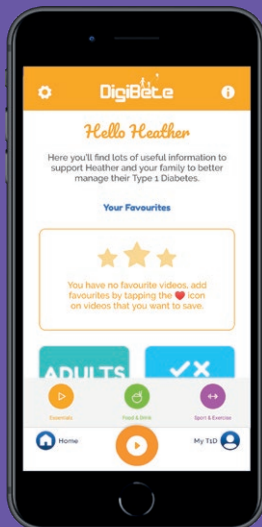 DigiBete
Hello Heather
Here you'll find lots of useful information to
support Heather and your family to better
manage their Type 1 Diabetes.
Your Favourites
You have no favourite videos, add
favourites by tapping the ❤ icon
on videos that you want to save.
ADULTS
Essentials
Food & Drink
Sport & Exercise
Home
My T1D